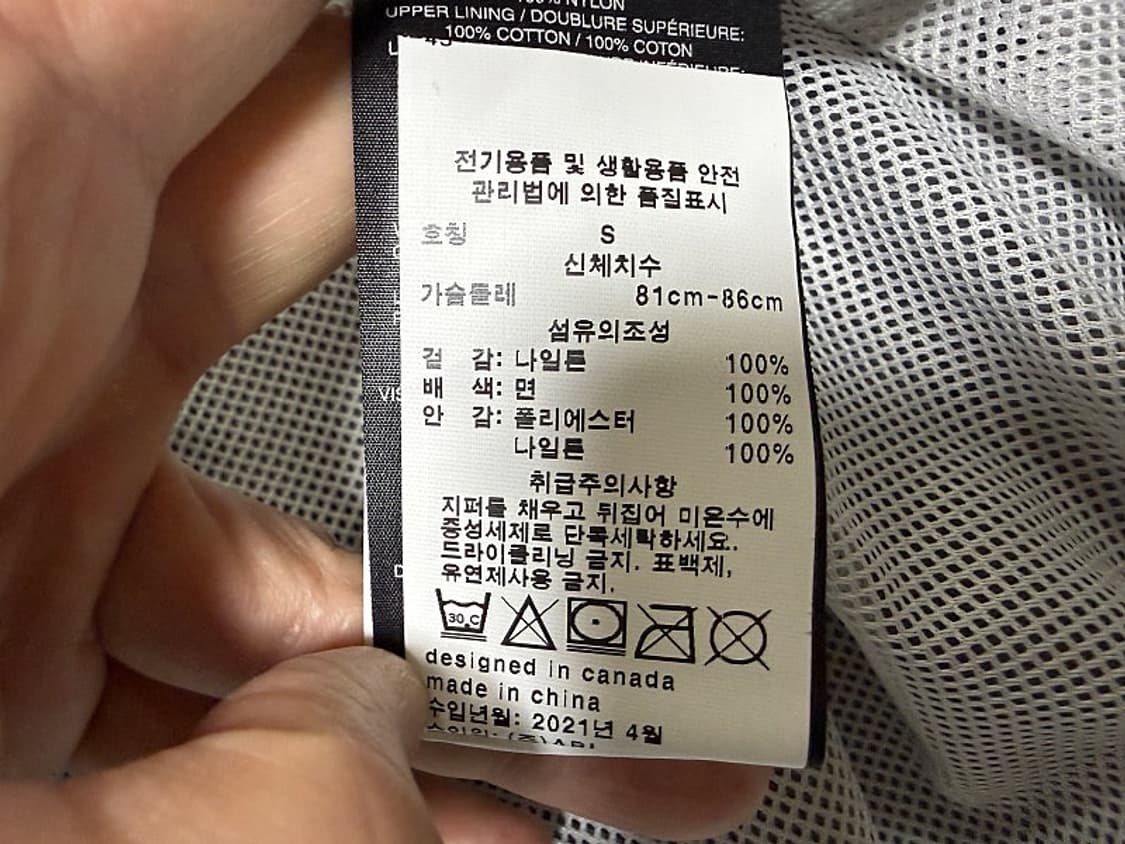 100% NYLON
UPPER LINING / DOUBLURE SUPÉRIEURE:
100% COTTON / 100% COTON
전기용품 및 생활용품 안전
관리법에 의한 품질표시
호칭 S
신체치수
가슴둘레 81cm-86cm
섬유의조성
겉 감: 나일론 100%
배 색: 면 100%
안 감: 폴리에스터 100%
나일론 100%
취급주의사항
지퍼를 채우고 뒤집어 미온수에
중성세제로 단독세탁하세요.
드라이클리닝 금지. 표백제,
유연제사용 금지.
30˚C
designed in canada
made in china
수입년월: 2021년 4월